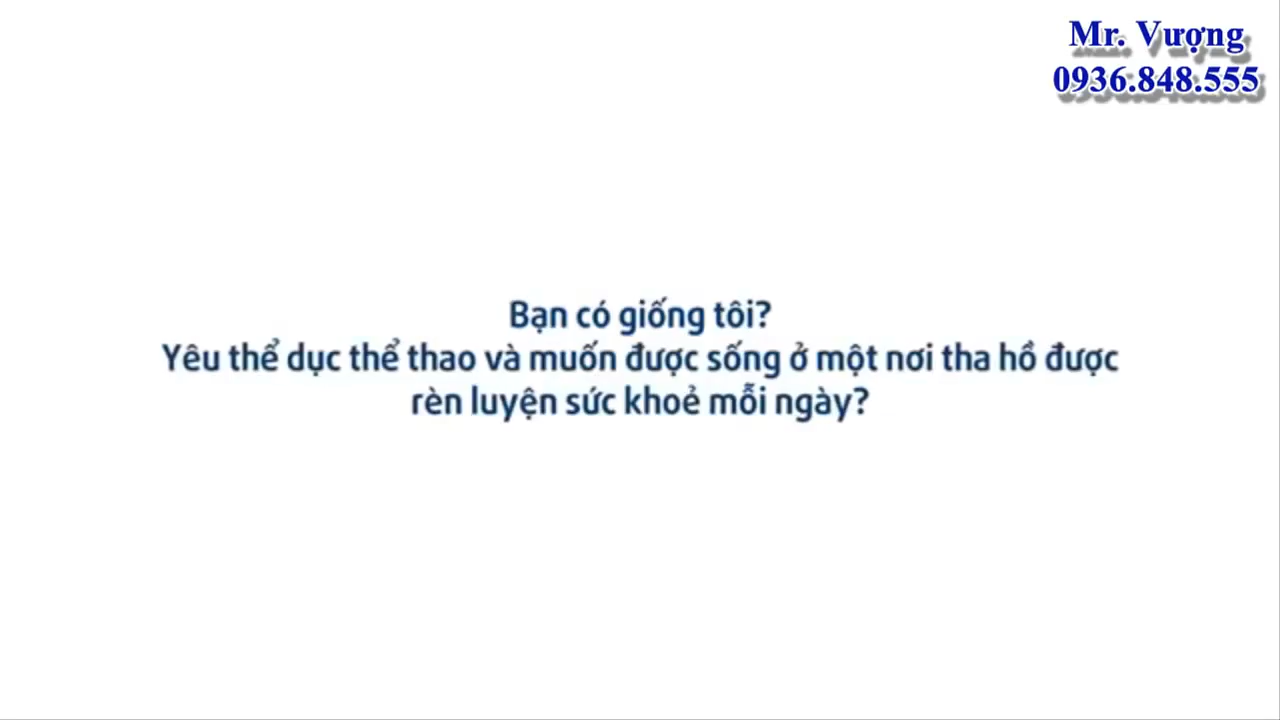 Mr. Vượng
0936.848.555
Bạn có giống tôi?
Yêu thể dục thể thao và muốn được sống ở một nơi tha hồ được
rèn luyện sức khoẻ mỗi ngày?